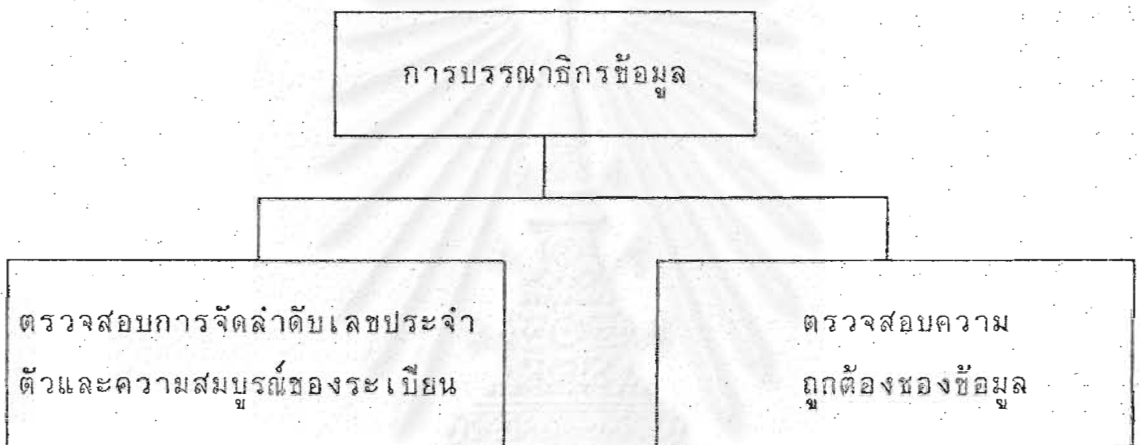 การบรรณาธิกรข้อมูล
ตรวจสอบการจัดลำดับเลขประจำ
ตัวและความสมบูรณ์ของระเบียน
ตรวจสอบความ
ถูกต้องของข้อมูล